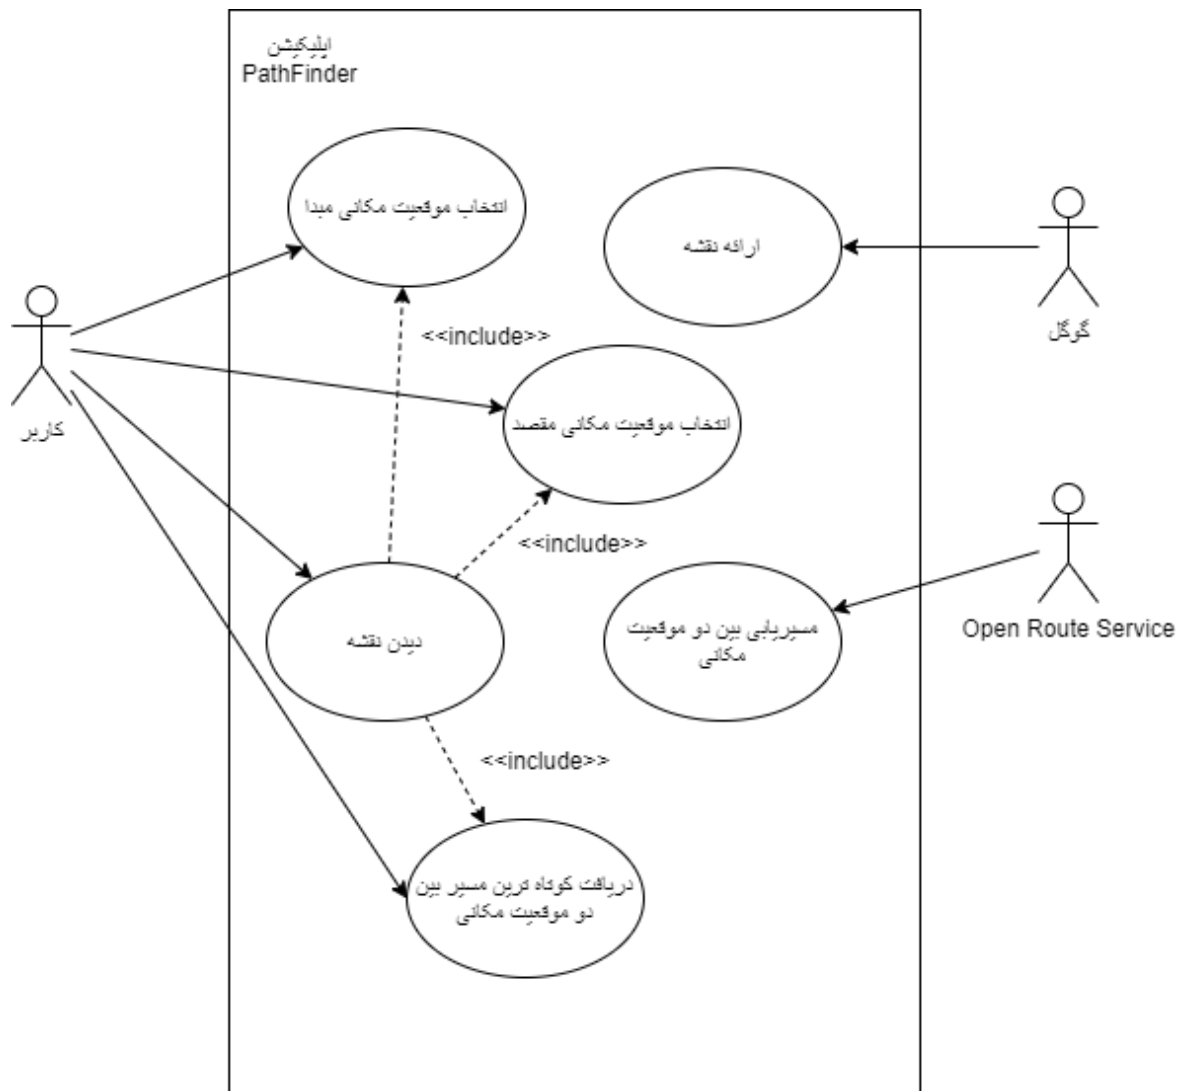 اپلیکیشن
PathFinder
انتخاب موقعیت مکانی مبدا
ارائه نقشه
گوگل
<<include>>
کاربر
انتخاب موقعیت مکانی مقصد
<<include>>
دیدن نقشه
مسیریابی بین دو موقعیت
مکانی
Open Route Service
<<include>>
دریافت کوتاه ترین مسیر بین
دو موقعیت مکانی